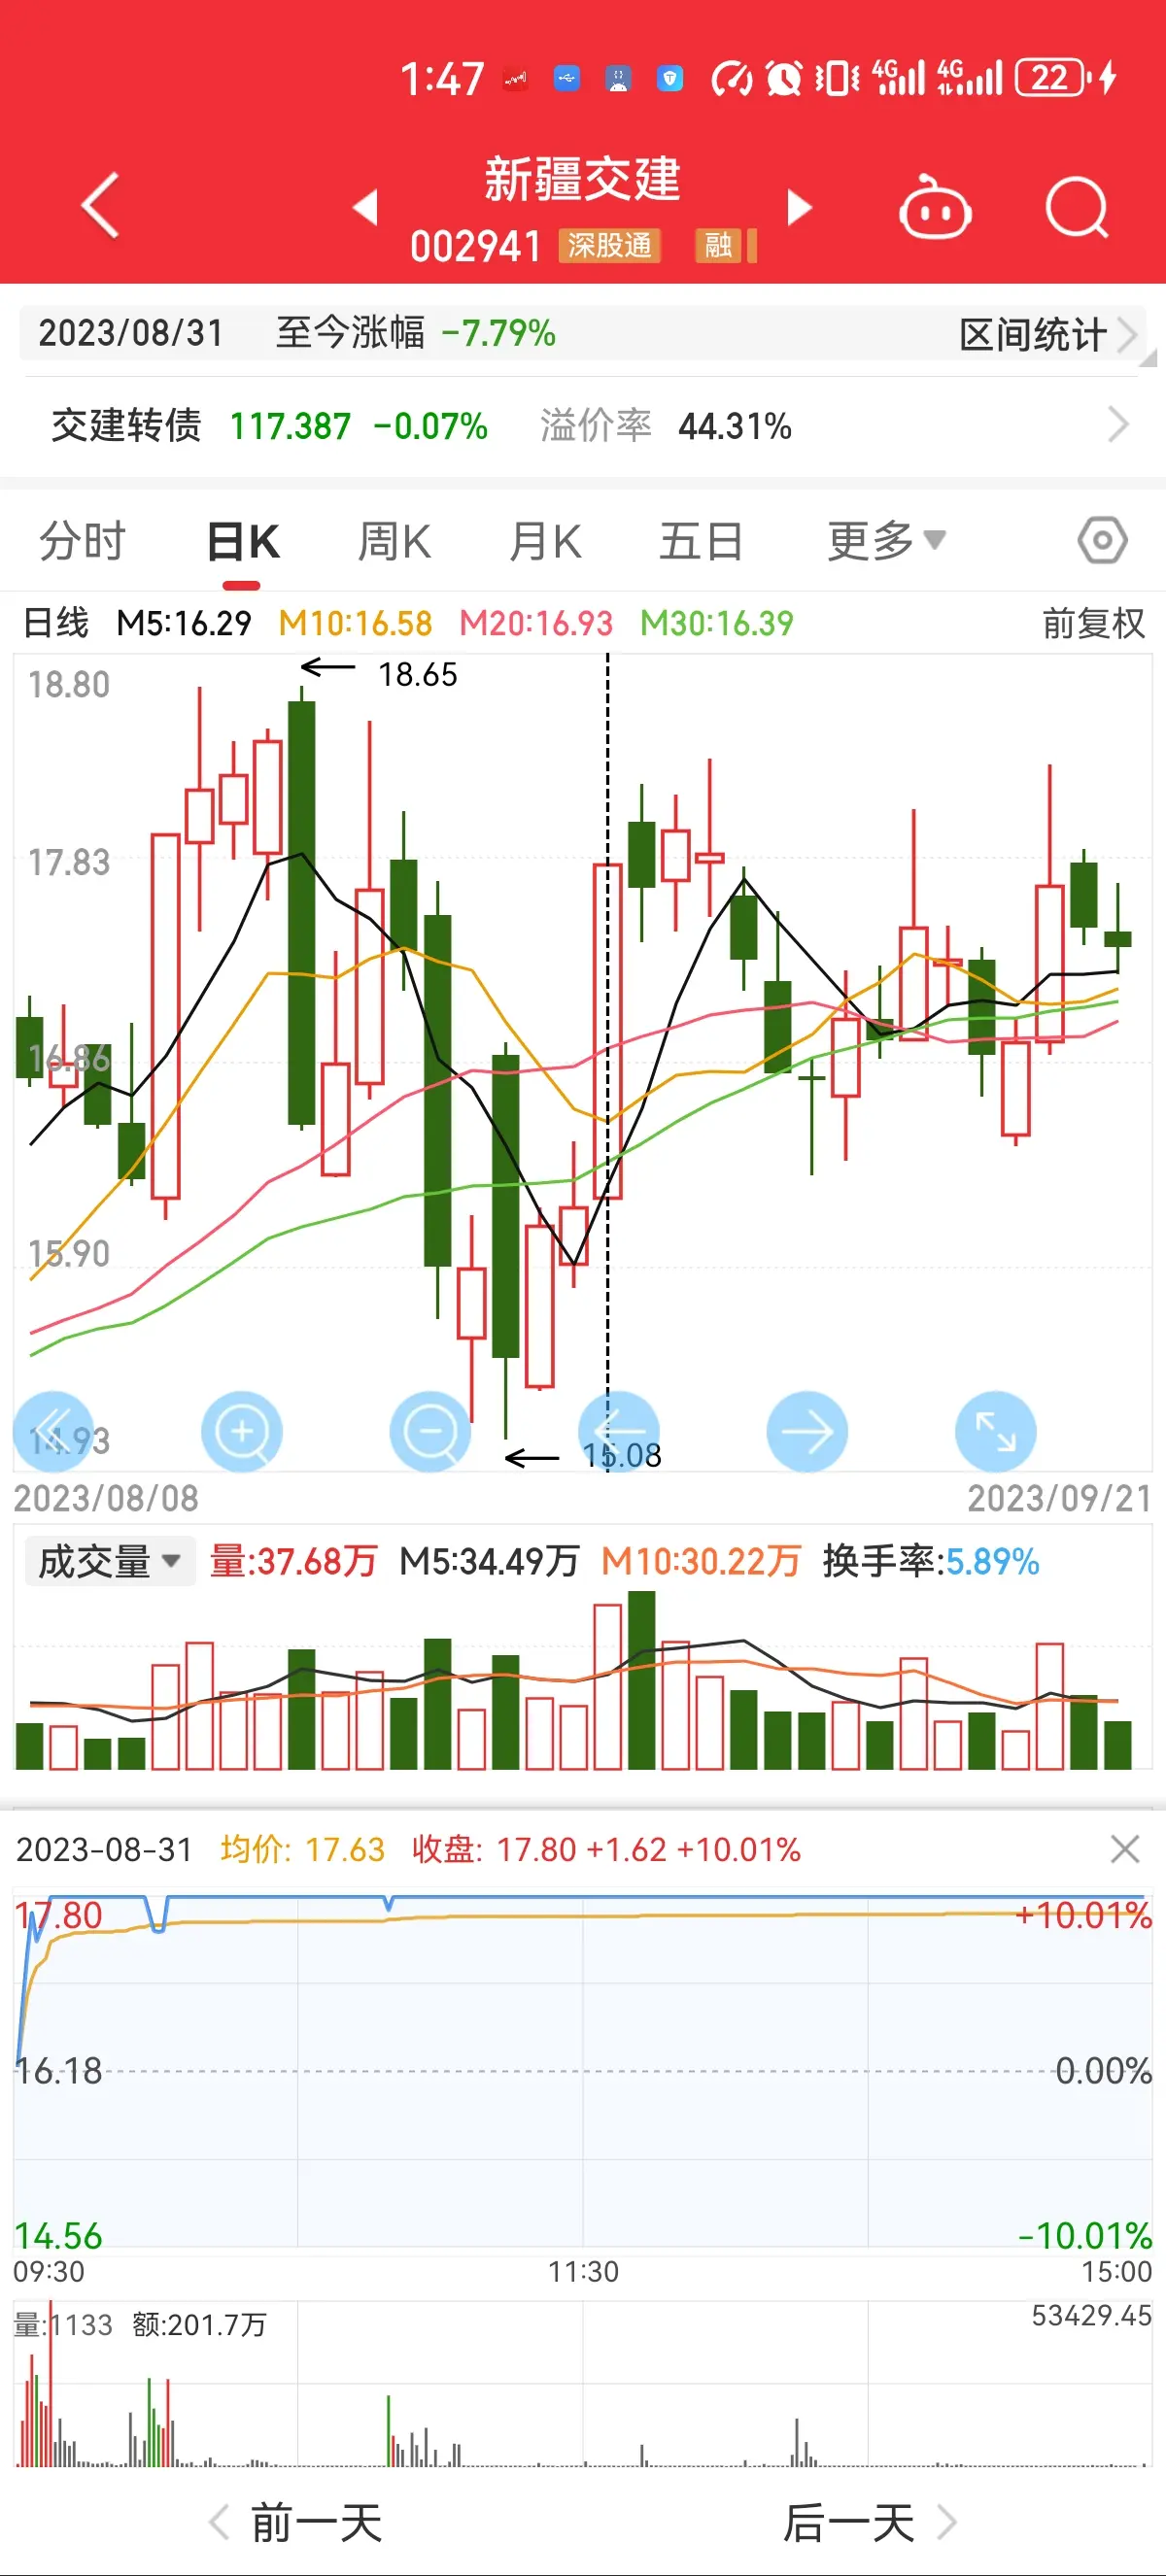 1:47 4G 4G 22
新疆交建
002941 深股通 融
2023/08/31 至今涨幅 -7.79% 区间统计
交建转债 117.387 -0.07% 溢价率 44.31%
分时 日K 周K 月K 五日 更多
日线 M5:16.29 M10:16.58 M20:16.93 M30:16.39 前复权
18.80
18.65
17.83
16.86
15.90
14.93
15.08
2023/08/08 2023/09/21
成交量 量:37.68万 M5:34.49万 M10:30.22万 换手率:5.89%
2023-08-31 均价: 17.63 收盘: 17.80 +1.62 +10.01%
17.80 +10.01%
16.18 0.00%
14.56 -10.01%
09:30 11:30 15:00
量:1133 额:201.7万 53429.45
前一天 后一天